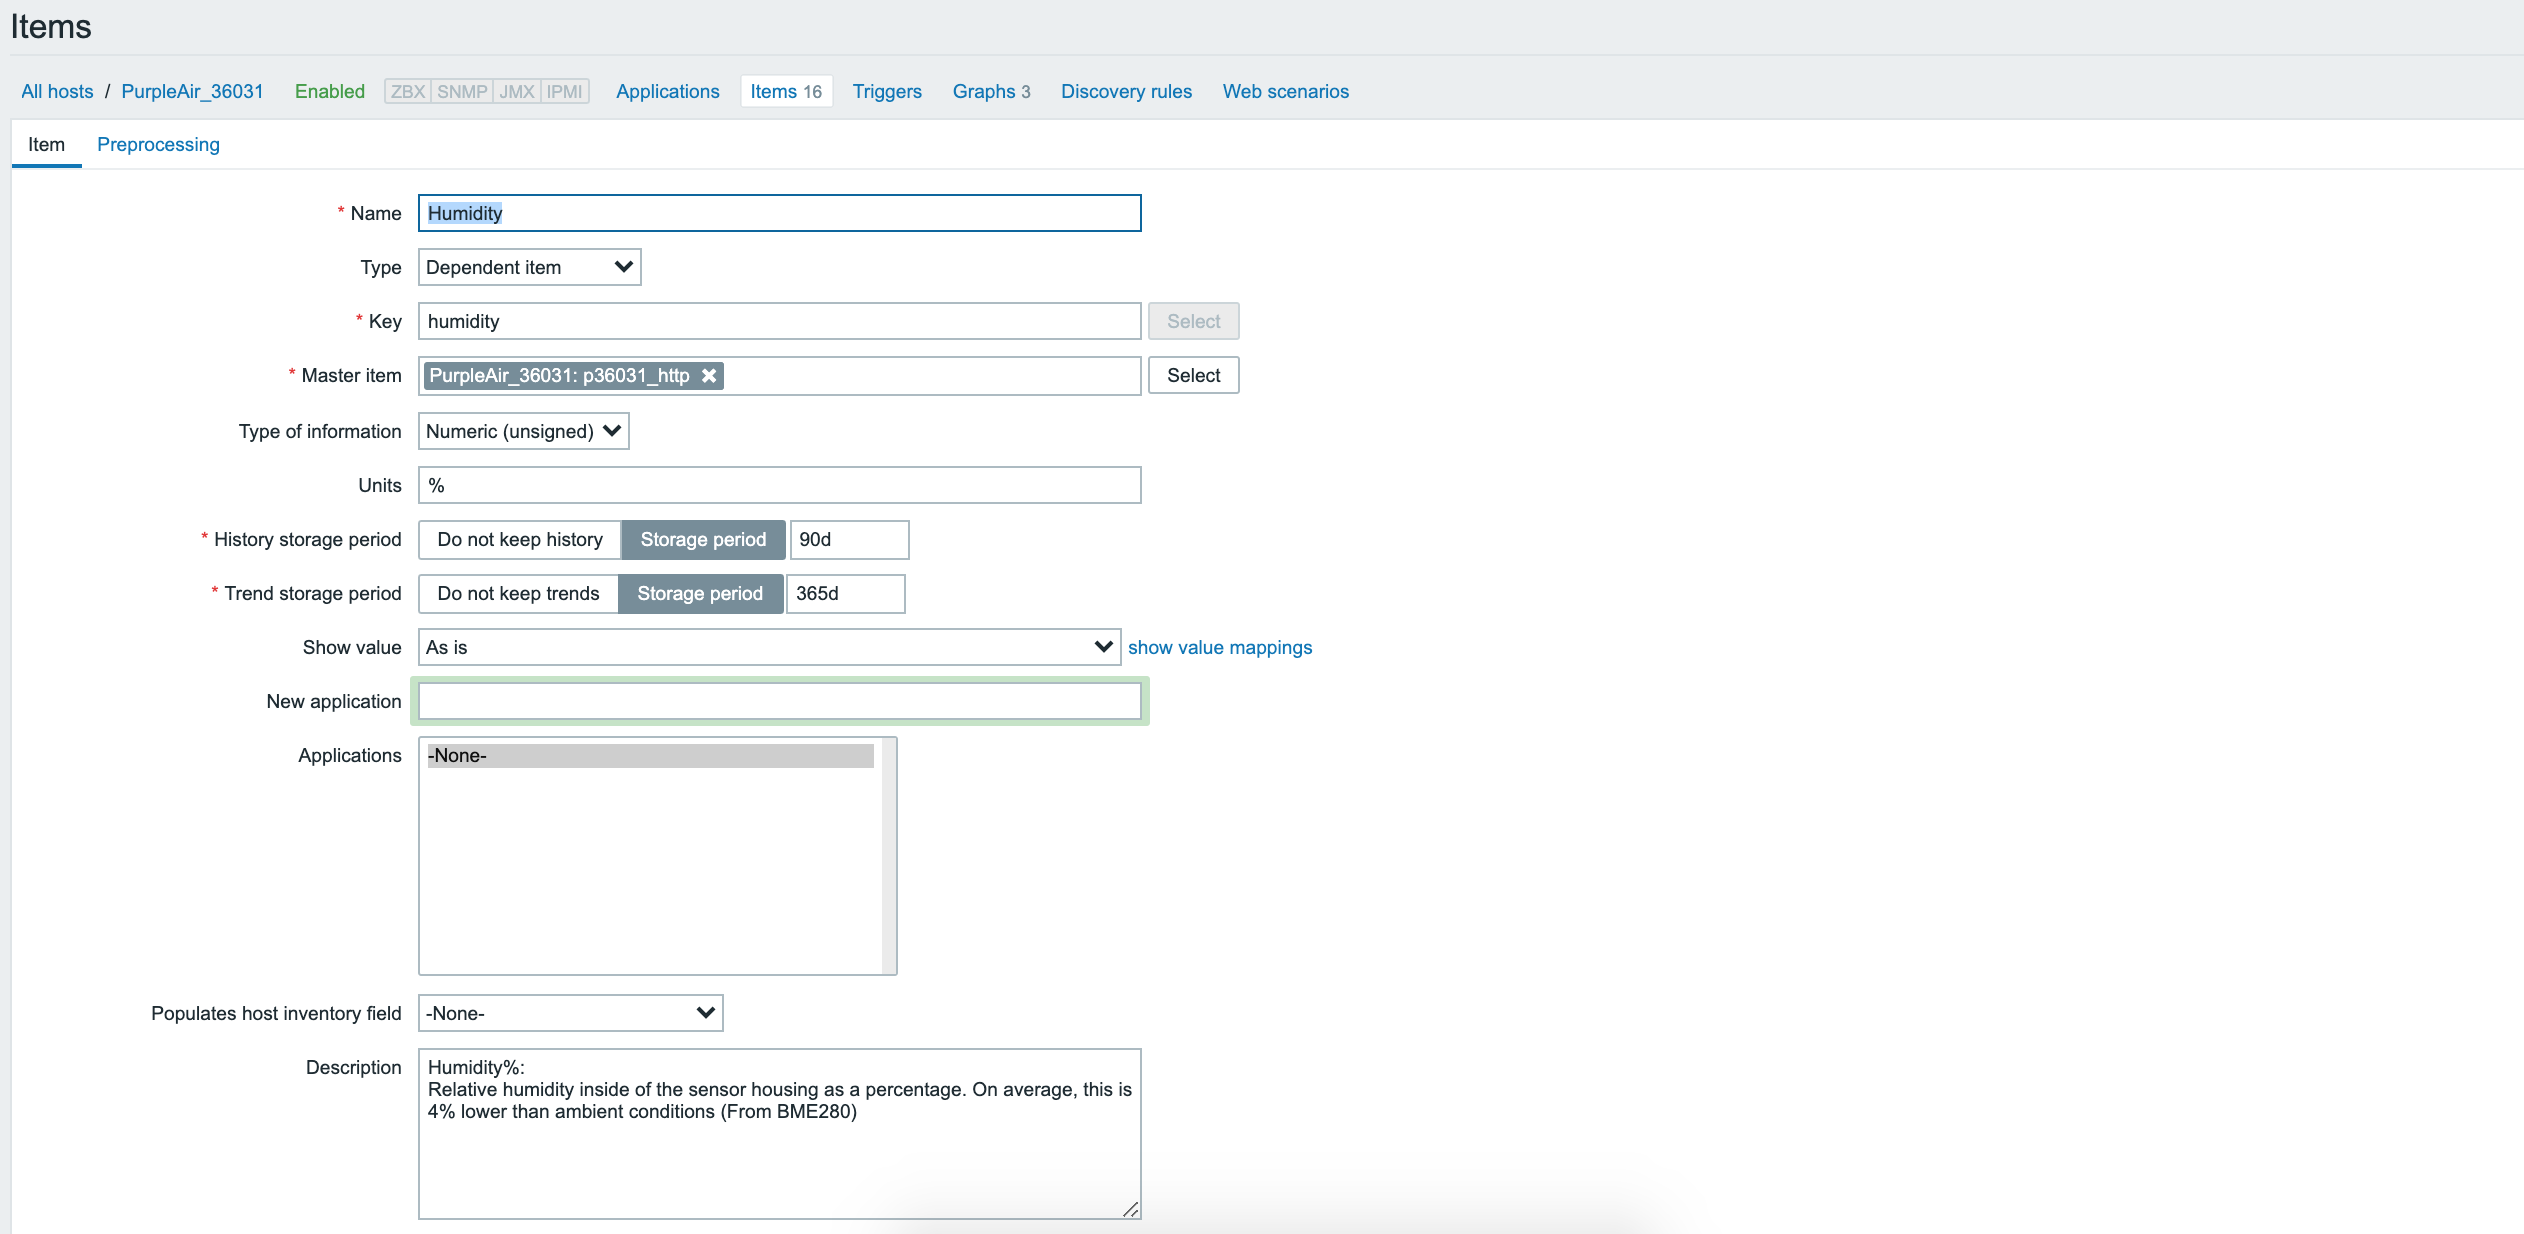 Items
All hosts / PurpleAir_36031 Enabled ZBX SNMP JMX IPMI Applications Items 16 Triggers Graphs 3 Discovery rules Web scenarios
Item Preprocessing
* Name Humidity
Type Dependent item
* Key humidity Select
* Master item PurpleAir_36031: p36031_http Select
Type of information Numeric (unsigned)
Units %
* History storage period Do not keep history Storage period 90d
* Trend storage period Do not keep trends Storage period 365d
Show value As is show value mappings
New application
Applications -None-
Populates host inventory field -None-
Description Humidity%:
Relative humidity inside of the sensor housing as a percentage. On average, this is
4% lower than ambient conditions (From BME280)